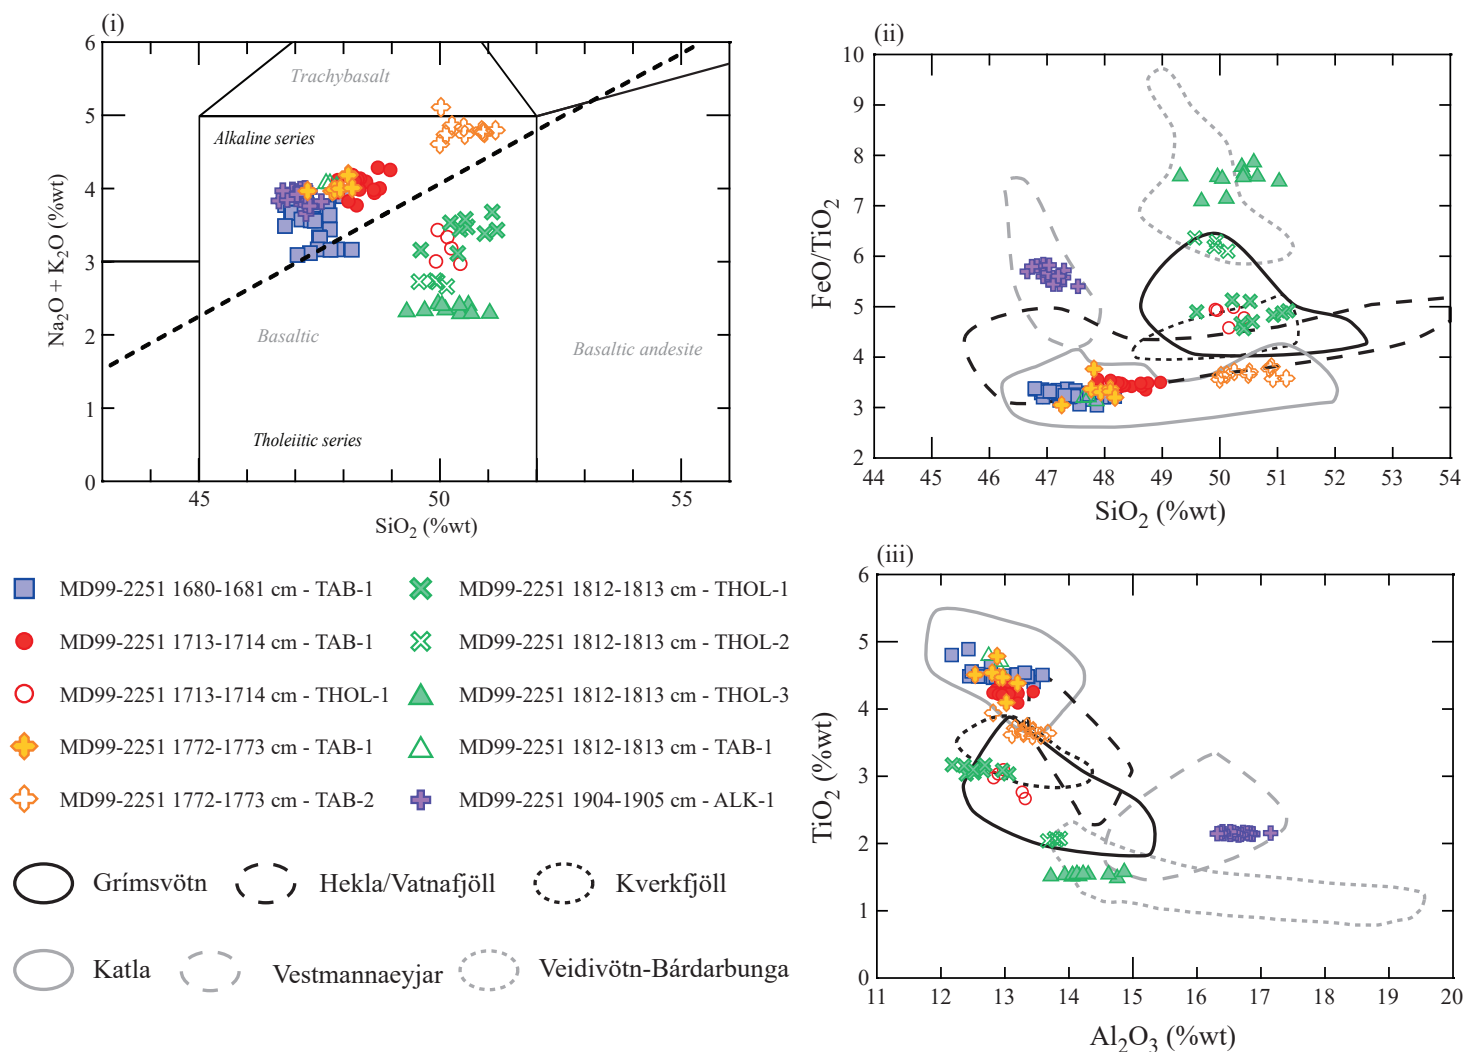 (i)
6
5
4
3
2
1
0
Na₂O + K₂O (%wt)
Trachybasalt
Alkaline series
Basaltic
Basaltic andesite
Tholeiitic series
45 50 55
SiO₂ (%wt)
(ii)
10
9
8
7
6
5
4
3
2
FeO/TiO₂
44 45 46 47 48 49 50 51 52 53 54
SiO₂ (%wt)
MD99-2251 1680-1681 cm - TAB-1
MD99-2251 1713-1714 cm - TAB-1
MD99-2251 1713-1714 cm - THOL-1
MD99-2251 1772-1773 cm - TAB-1
MD99-2251 1772-1773 cm - TAB-2
MD99-2251 1812-1813 cm - THOL-1
MD99-2251 1812-1813 cm - THOL-2
MD99-2251 1812-1813 cm - THOL-3
MD99-2251 1812-1813 cm - TAB-1
MD99-2251 1904-1905 cm - ALK-1
Grímsvötn Hekla/Vatnafjöll Kverkfjöll
Katla Vestmannaeyjar Veidivötn-Bárdarbunga
(iii)
6
5
4
3
2
1
0
TiO₂ (%wt)
11 12 13 14 15 16 17 18 19 20
Al₂O₃ (%wt)